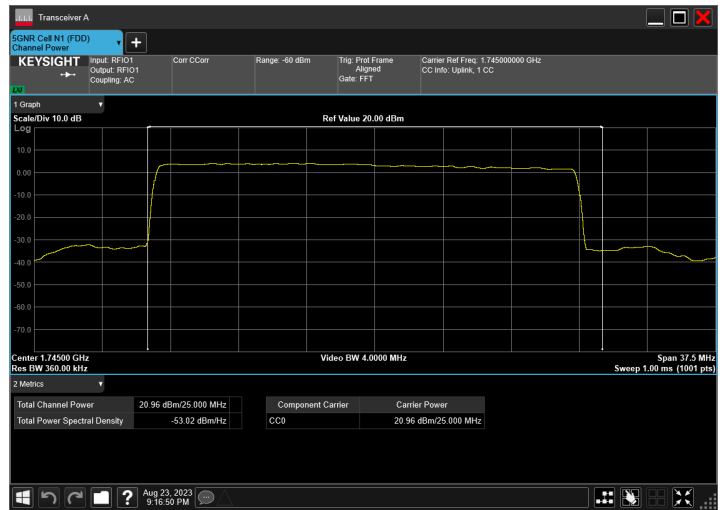 Transceiver A
5GNR Cell N1 (FDD)
Channel Power
KEYSIGHT
Input: RFIO1
Output: RFIO1
Coupling: AC
Corr CCorr
Range: -60 dBm
Trig: Prot Frame
Aligned
Gate: FFT
Carrier Ref Freq: 1.745000000 GHz
CC Info: Uplink, 1 CC
LXI
1 Graph
Scale/Div 10.0 dB
Ref Value 20.00 dBm
Log
10.0
0.00
-10.0
-20.0
-30.0
-40.0
-50.0
-60.0
-70.0
Center 1.74500 GHz
Video BW 4.0000 MHz
Span 37.5 MHz
Res BW 360.00 kHz
Sweep 1.00 ms (1001 pts)
2 Metrics
Total Channel Power 20.96 dBm/25.000 MHz
Total Power Spectral Density -53.02 dBm/Hz
Component Carrier Carrier Power
CC0 20.96 dBm/25.000 MHz
?
Aug 23, 2023
9:16:50 PM